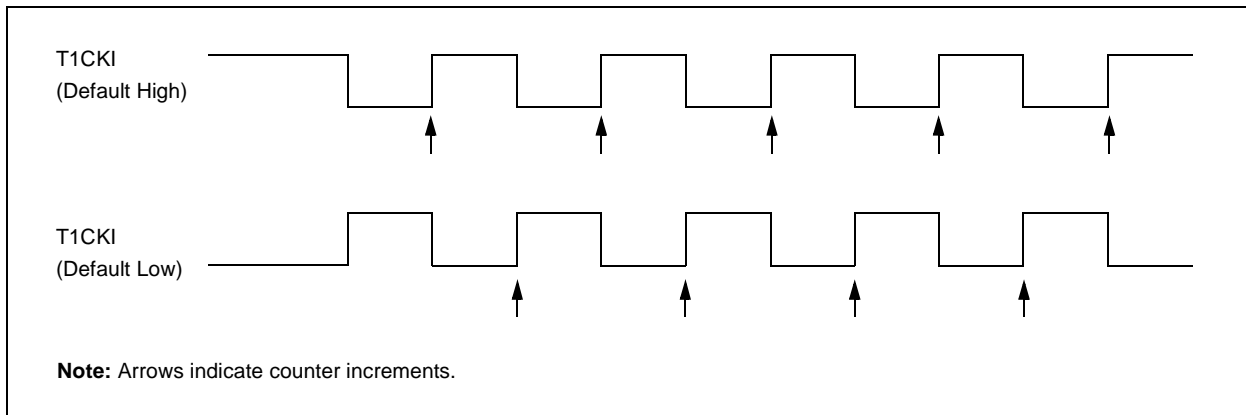 T1CKI
(Default High)
T1CKI
(Default Low)
Note: Arrows indicate counter increments.